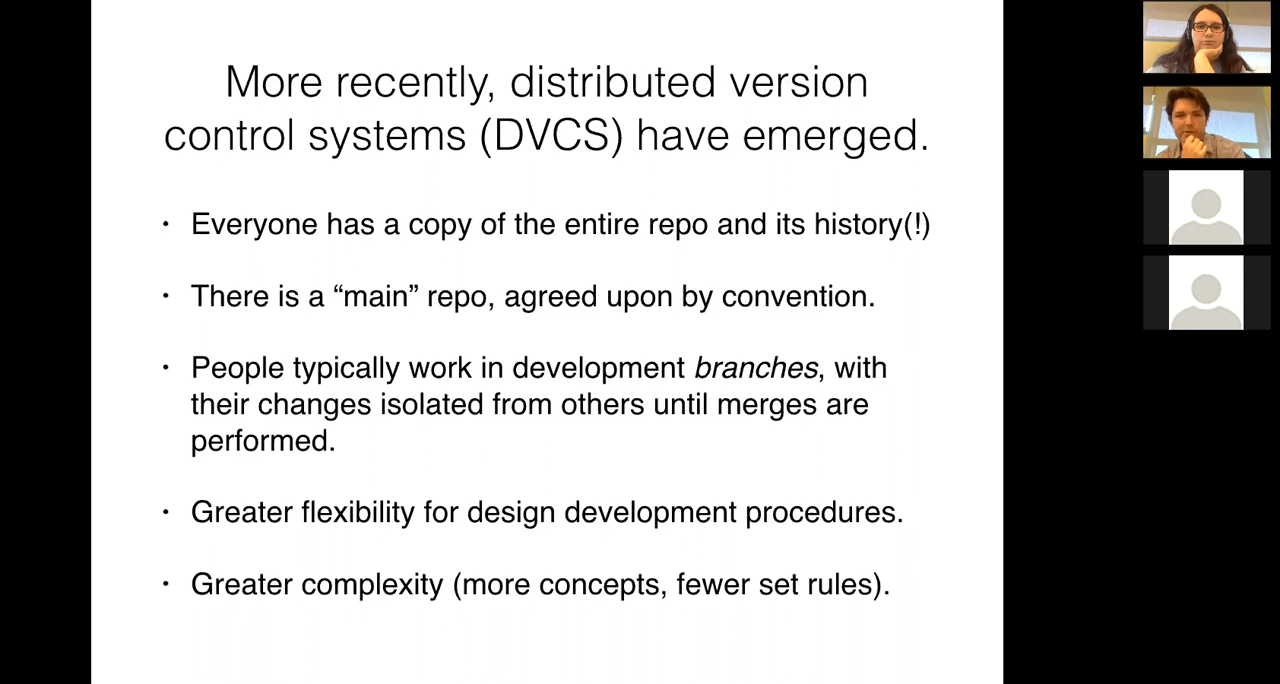 More recently, distributed version
control systems (DVCS) have emerged.
• Everyone has a copy of the entire repo and its history(!)
• There is a “main” repo, agreed upon by convention.
• People typically work in development branches, with
their changes isolated from others until merges are
performed.
• Greater flexibility for design development procedures.
• Greater complexity (more concepts, fewer set rules).